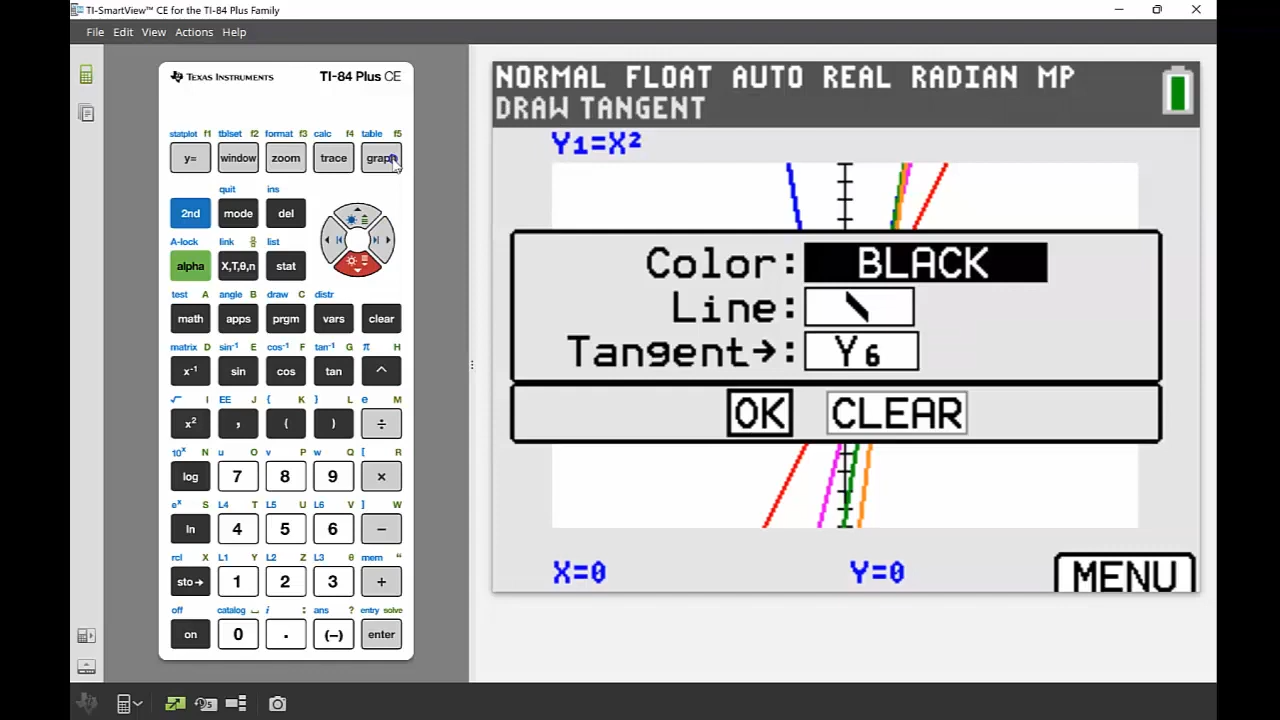 TI-SmartView™ CE for the TI-84 Plus Family
File Edit View Actions Help
TEXAS INSTRUMENTS TI-84 Plus CE
statplot f1 tblset f2 format f3 calc f4 table f5
y= window zoom trace graph
quit ins
2nd mode del
A-lock link list
alpha X,T,θ,n stat
test A angle B draw C distr
math apps prgm vars clear
matrix D sin⁻¹ E cos⁻¹ F tan⁻¹ G π H
x⁻¹ sin cos tan ^
√ I EE J { K } L e M
x² , ( ) ÷
10ˣ N u O v P w Q [ R
log 7 8 9 ×
eˣ S L4 T L5 U L6 V ] W
ln 4 5 6 −
rcl X L1 Y L2 Z L3 θ mem "
sto→ 1 2 3 +
off catalog ⎵ i : ans ? entry solve
on 0 . (−) enter
NORMAL FLOAT AUTO REAL RADIAN MP
DRAW TANGENT
Y1=X²
Color: BLACK
Line:
Tangent→: Y6
OK CLEAR
X=0 Y=0 MENU